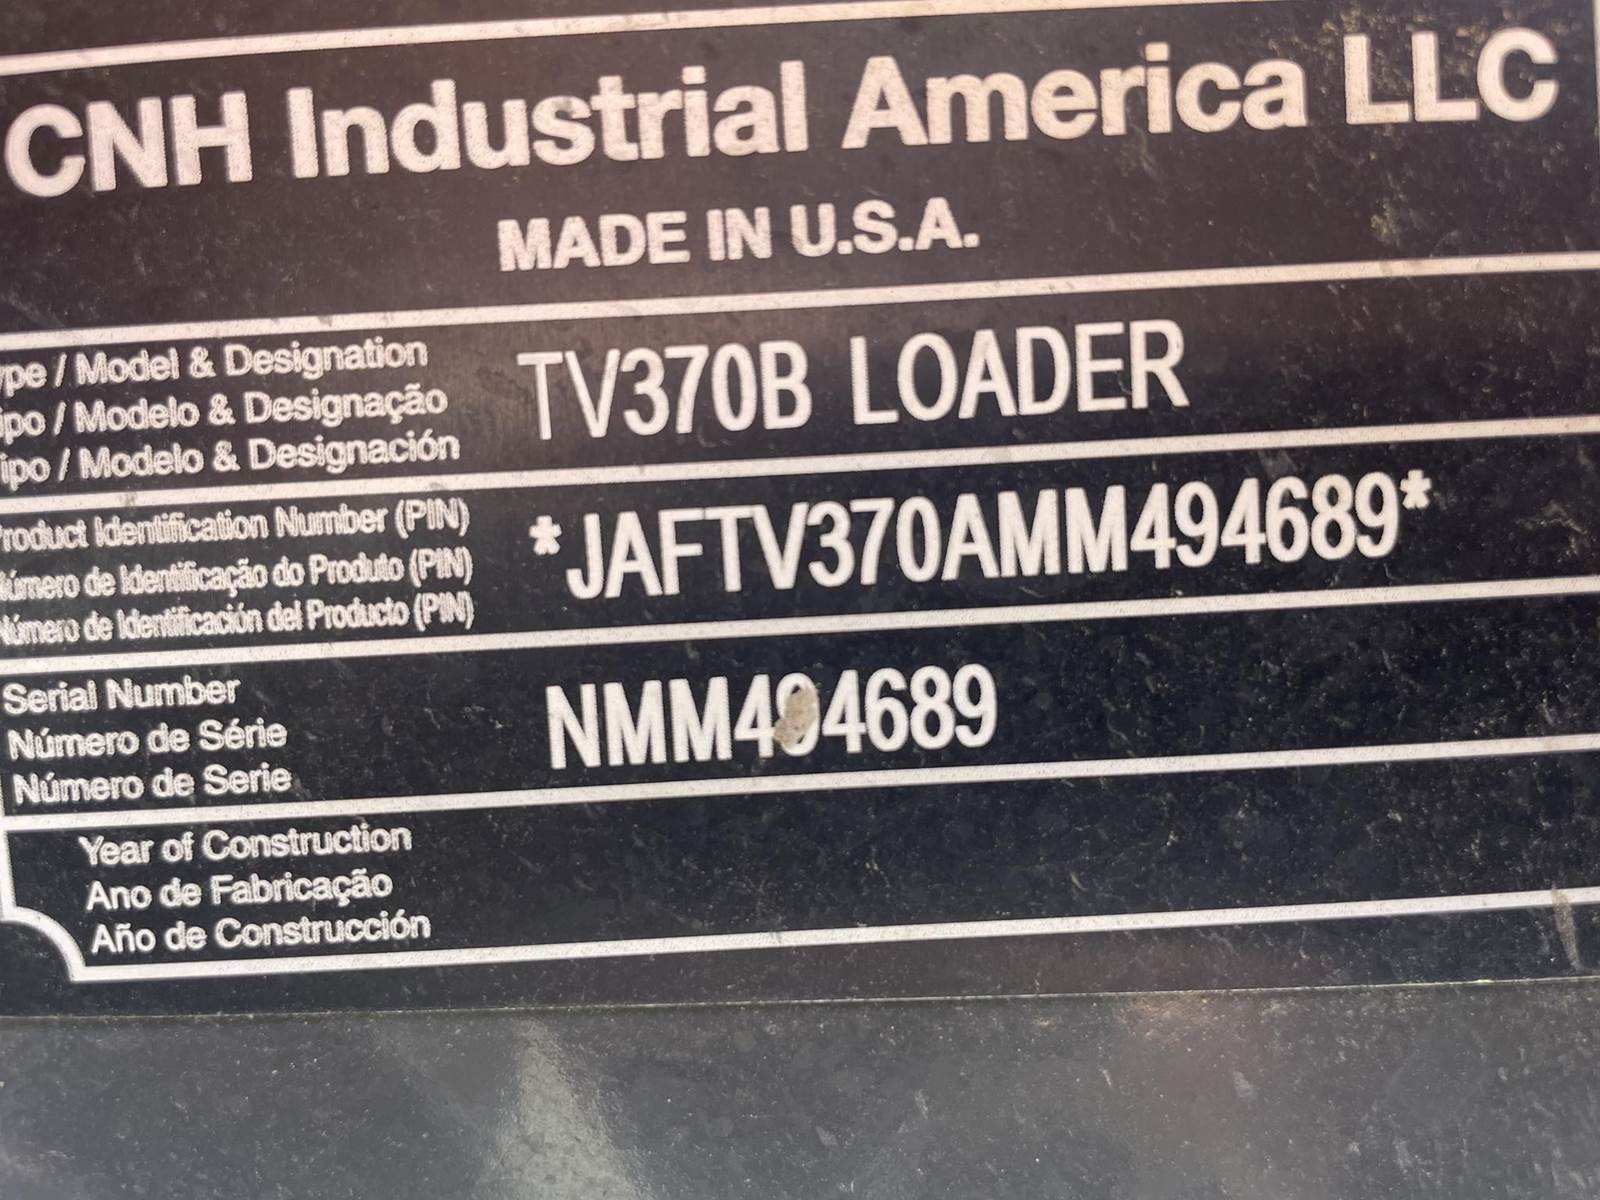 CNH Industrial America LLC
MADE IN U.S.A.
ype / Model & Designation
ipo / Modelo & Designação
ipo / Modelo & Designación
TV370B LOADER
roduct Identification Number (PIN)
úmero de Identificação do Produto (PIN)
Número de Identificación del Producto (PIN)
*JAFTV370AMM494689*
Serial Number
Número de Série
Número de Serie
NMM494689
Year of Construction
Ano de Fabricação
Año de Construcción